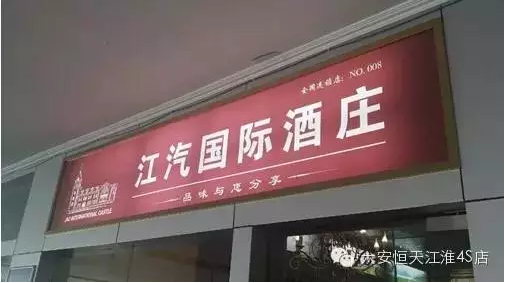 全国连锁店：NO.008
江汽国际酒庄
品味与您分享
JAC INTERNATIONAL CASTLE
六安恒天江淮4S店